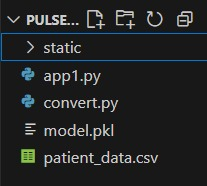 PULSE...
static
app1.py
convert.py
model.pkl
patient_data.csv